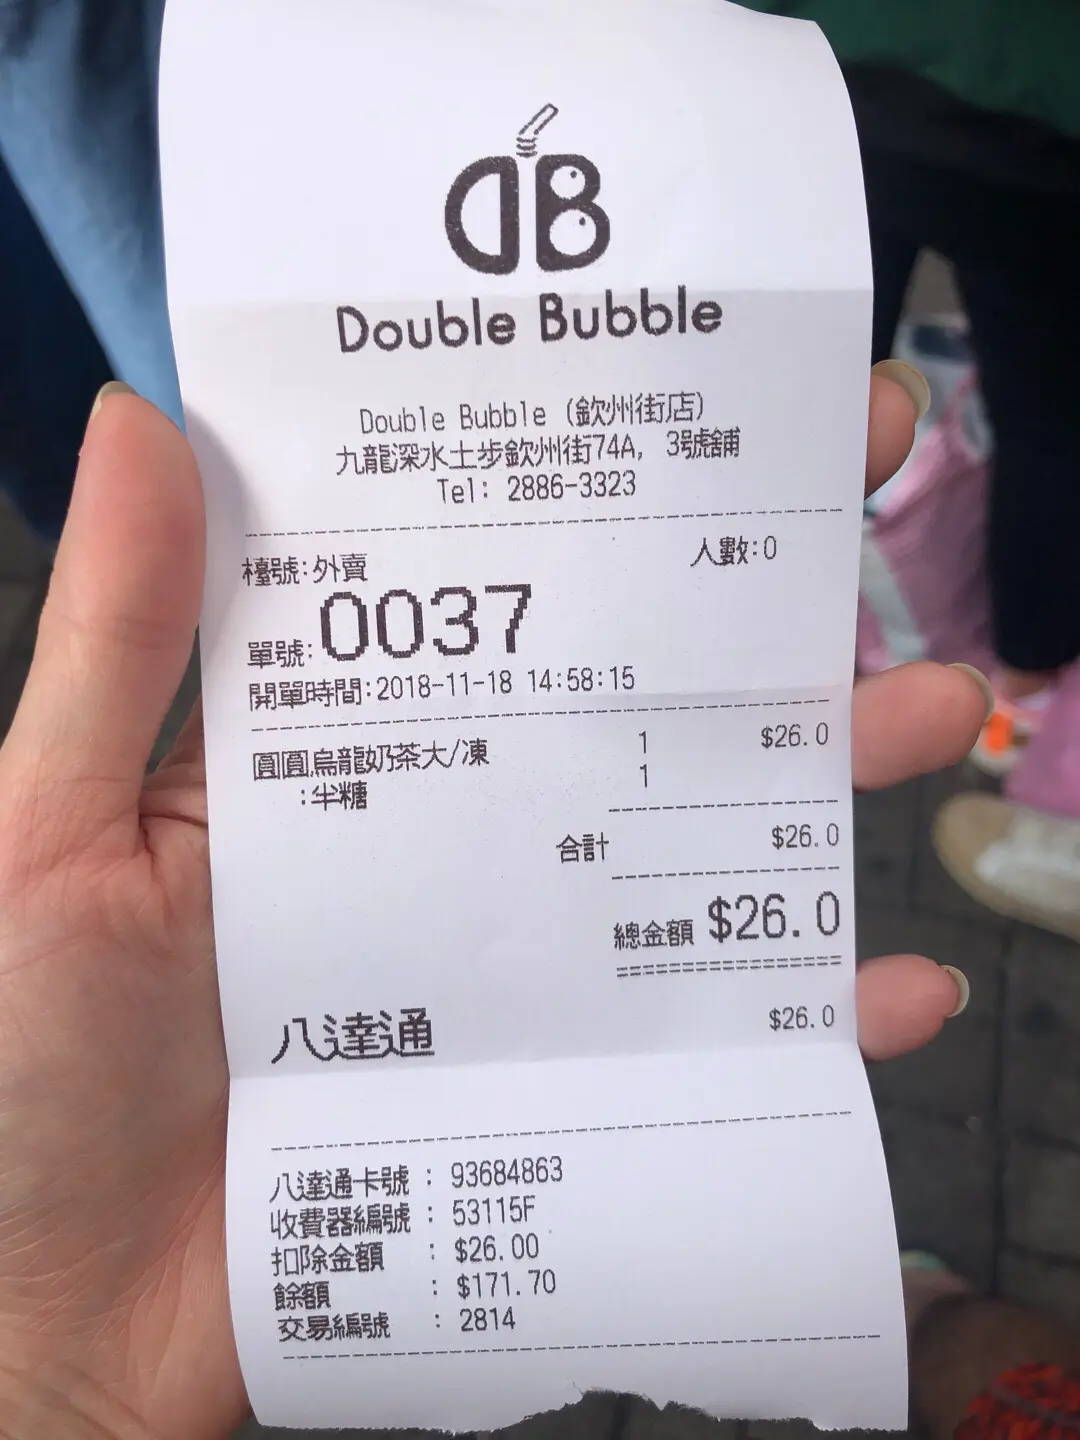 DB
Double Bubble
Double Bubble (欽州街店)
九龍深水土步欽州街74A, 3號舖
Tel: 2886-3323
檯號:外賣 人數:0
單號:0037
開單時間:2018-11-18 14:58:15
圓圓烏龍奶茶大/凍 1 $26.0
:半糖 1
合計 $26.0
總金額 $26.0
八達通 $26.0
八達通卡號 : 93684863
收費器編號 : 53115F
扣除金額 : $26.00
餘額 : $171.70
交易編號 : 2814